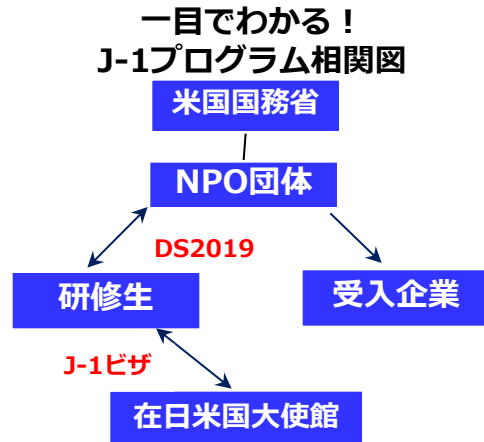 一目でわかる！
J-1プログラム相関図
米国国務省
NPO団体
DS2019
研修生
受入企業
J-1ビザ
在日米国大使館